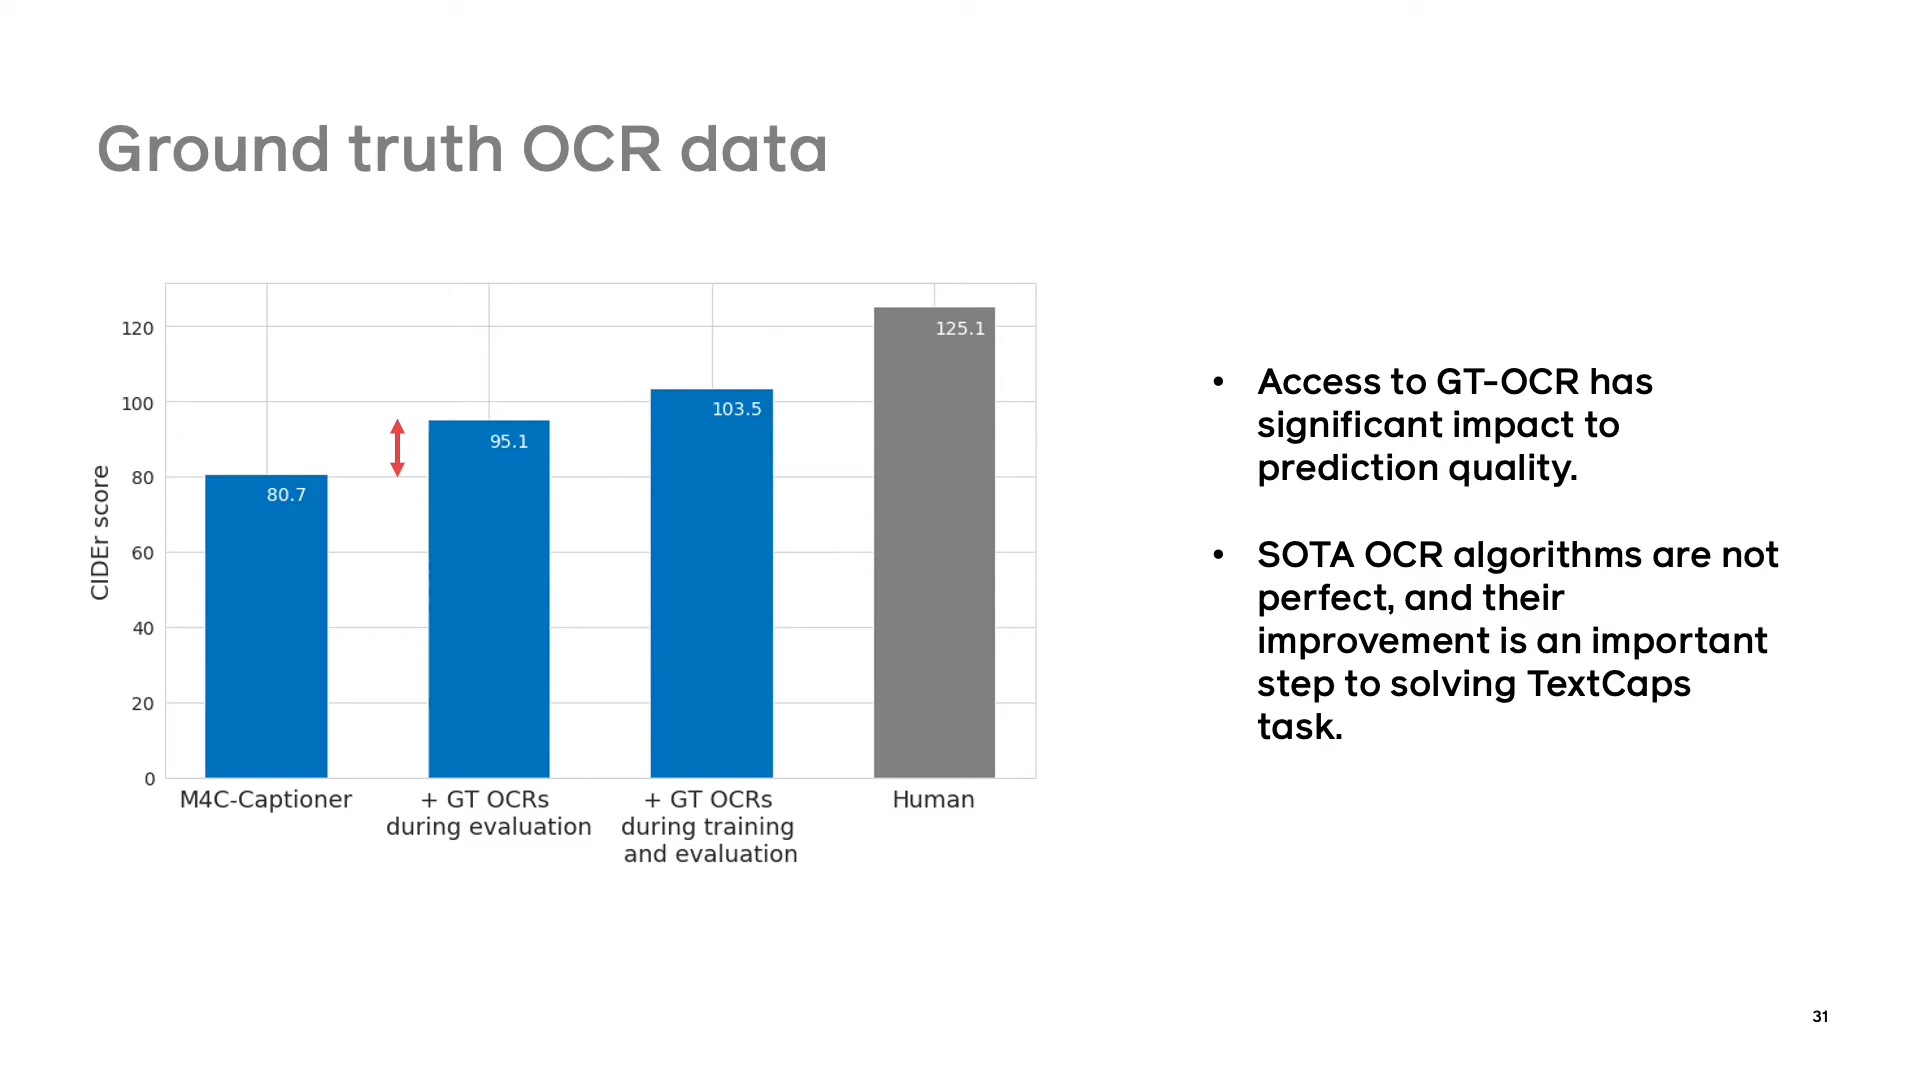 Ground truth OCR data
120
100
80
60
40
20
0
CIDEr score
80.7
95.1
103.5
125.1
M4C-Captioner
+ GT OCRs
during evaluation
+ GT OCRs
during training
and evaluation
Human
• Access to GT-OCR has
significant impact to
prediction quality.
• SOTA OCR algorithms are not
perfect, and their
improvement is an important
step to solving TextCaps
task.
31